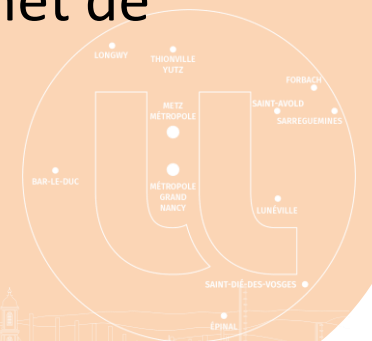 net de
LONGWY
THIONVILLE
YUTZ
FORBACH
METZ
MÉTROPOLE
SAINT-AVOLD
SARREGUEMINES
BAR-LE-DUC
MÉTROPOLE
GRAND
NANCY
LUNÉVILLE
SAINT-DIÉ-DES-VOSGES
ÉPINAL